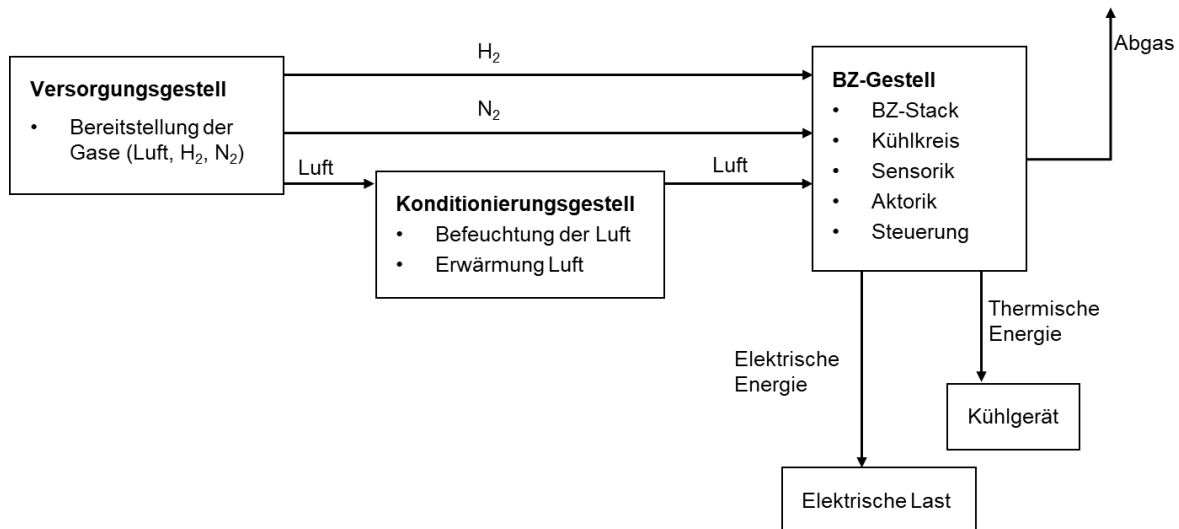 Versorgungsgestell
• Bereitstellung der
Gase (Luft, H₂, N₂)
H₂
N₂
Luft
Konditionierungsgestell
• Befeuchtung der Luft
• Erwärmung Luft
Luft
BZ-Gestell
• BZ-Stack
• Kühlkreis
• Sensorik
• Aktorik
• Steuerung
Abgas
Elektrische
Energie
Thermische
Energie
Kühlgerät
Elektrische Last